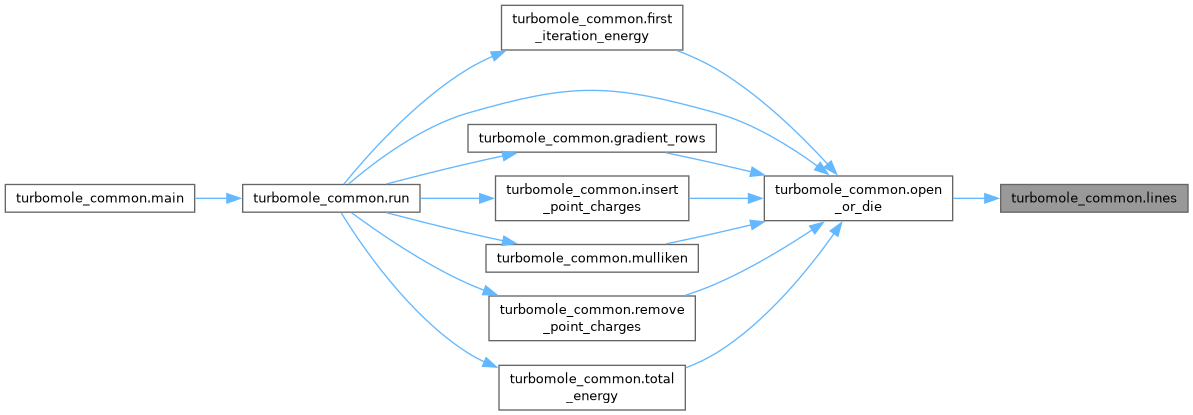 turbomole_common.first
_iteration_energy
turbomole_common.gradient_rows
turbomole_common.main
turbomole_common.run
turbomole_common.insert
_point_charges
turbomole_common.open
_or_die
turbomole_common.lines
turbomole_common.mulliken
turbomole_common.remove
_point_charges
turbomole_common.total
_energy